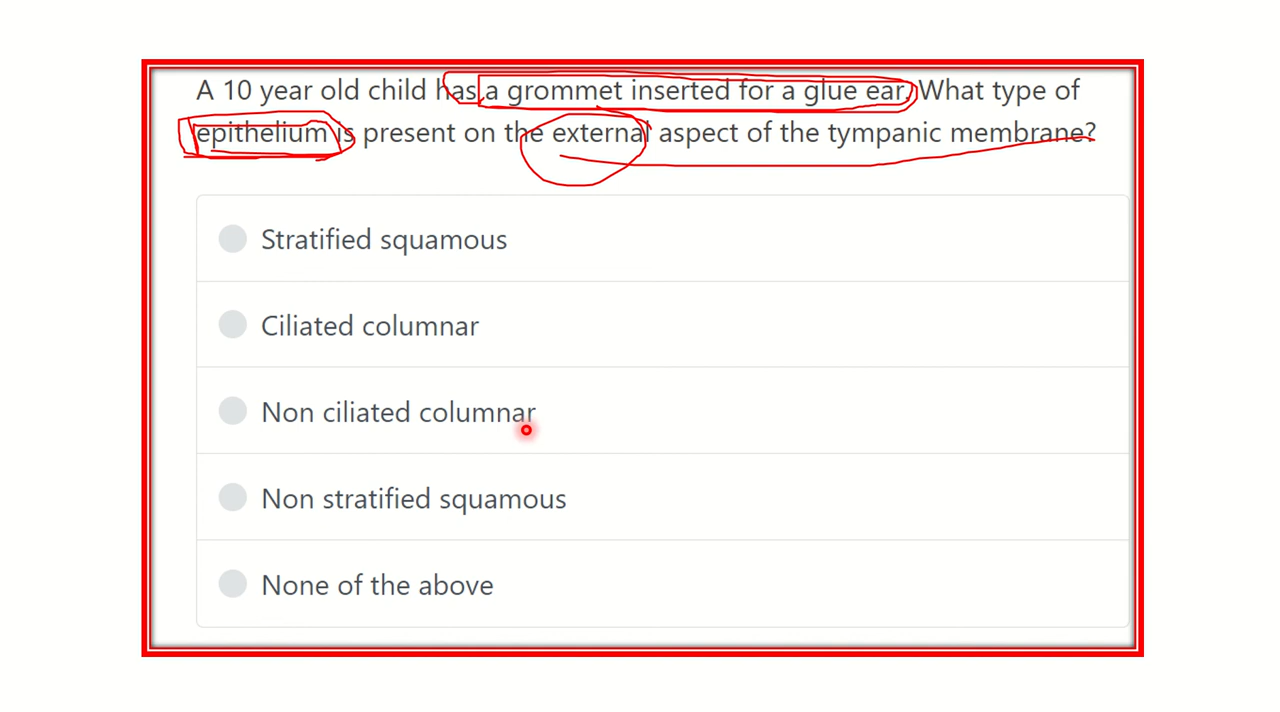 A 10 year old child has a grommet inserted for a glue ear. What type of
epithelium is present on the external aspect of the tympanic membrane?
Stratified squamous
Ciliated columnar
Non ciliated columnar
Non stratified squamous
None of the above